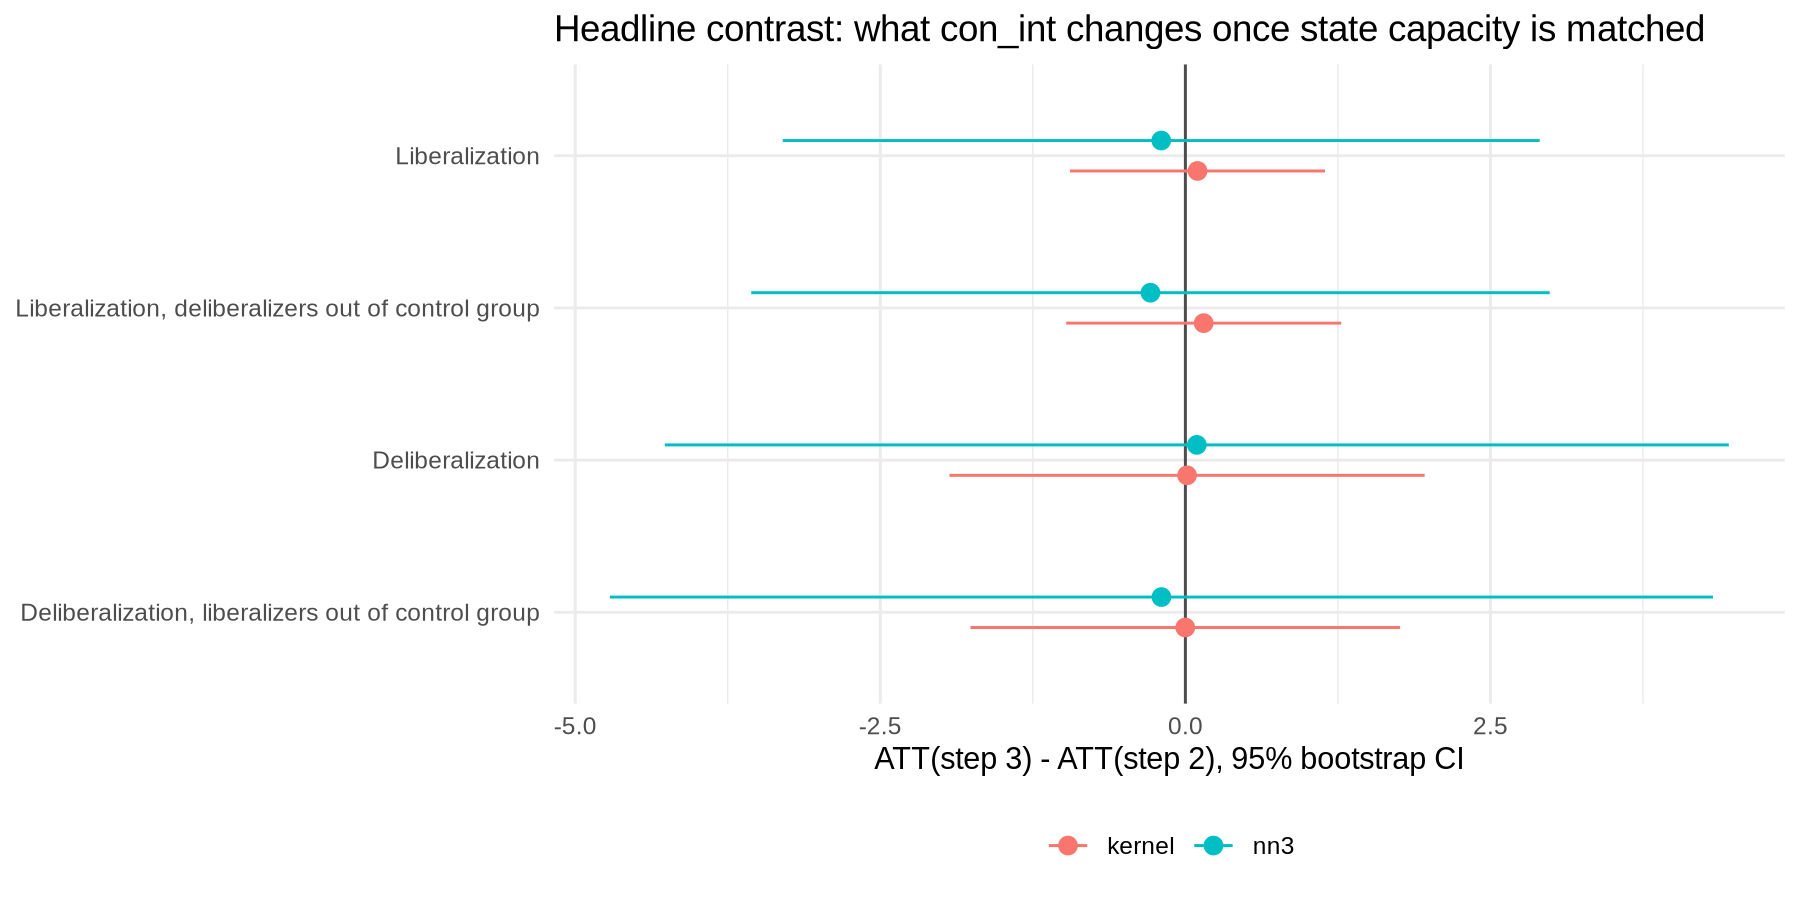 Headline contrast: what con_int changes once state capacity is matched
Liberalization
Liberalization, deliberalizers out of control group
Deliberalization
Deliberalization, liberalizers out of control group
-5.0 -2.5 0.0 2.5
ATT(step 3) - ATT(step 2), 95% bootstrap CI
kernel nn3